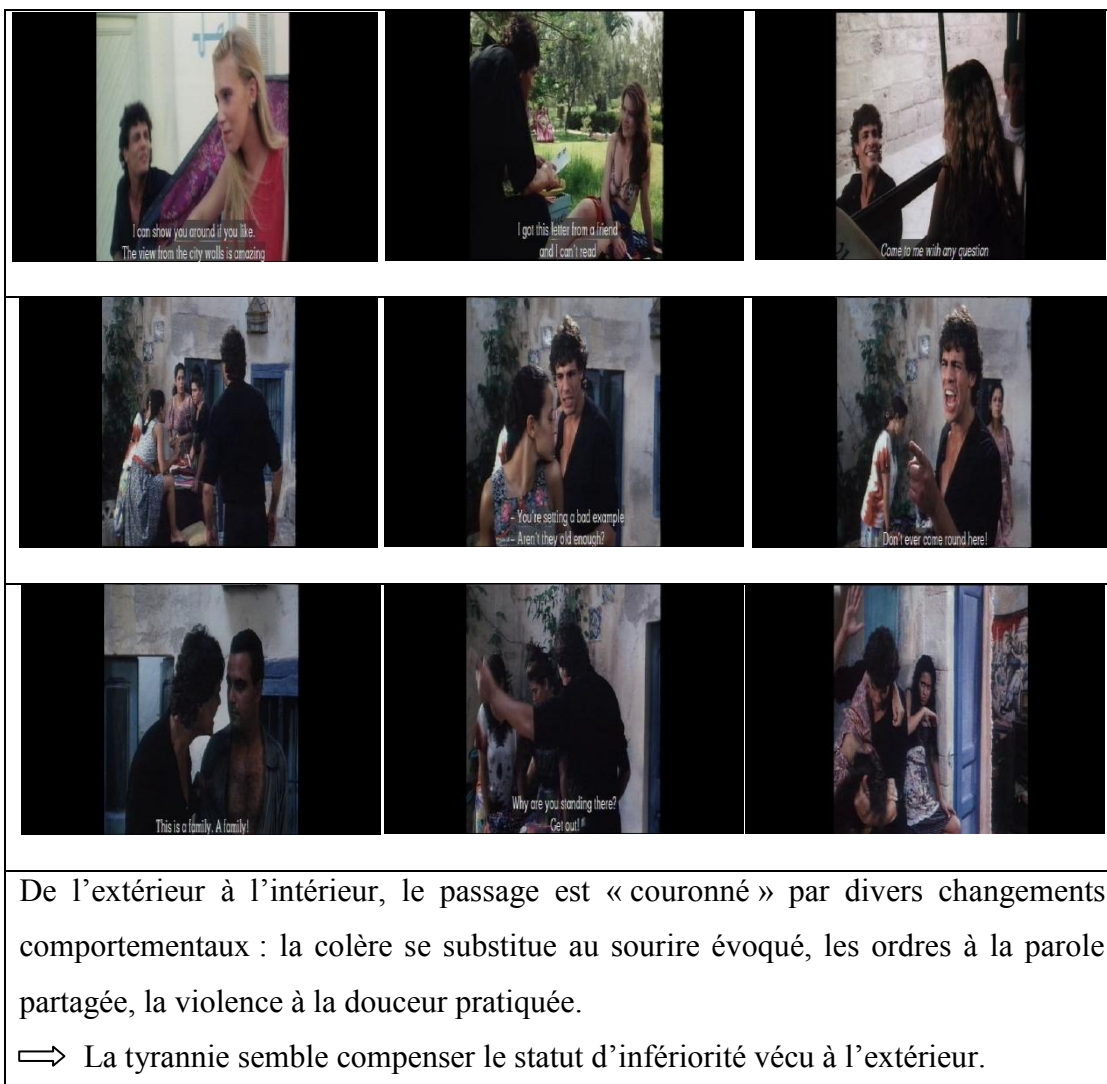 I can show you around if you like.
The view from the city walls is amazing
I got this letter from a friend
and I can't read
Come to me with any question
– You're setting a bad example
– Aren't they old enough?
Don't ever come round here!
This is a family. A family!
Why are you standing there?
Get out!
De l'extérieur à l'intérieur, le passage est « couronné » par divers changements
comportementaux : la colère se substitue au sourire évoqué, les ordres à la parole
partagée, la violence à la douceur pratiquée.
⇨ La tyrannie semble compenser le statut d'infériorité vécu à l'extérieur.